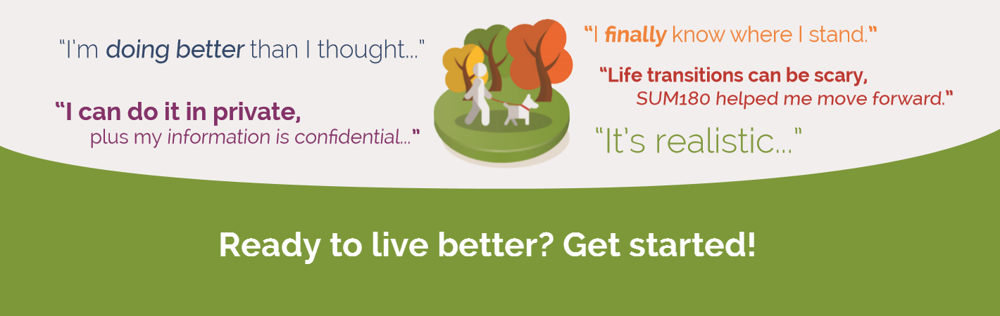 “I’m doing better than I thought...”
“I can do it in private,
plus my information is confidential...”
“I finally know where I stand.”
“Life transitions can be scary,
SUM180 helped me move forward.”
“It’s realistic...”
Ready to live better? Get started!